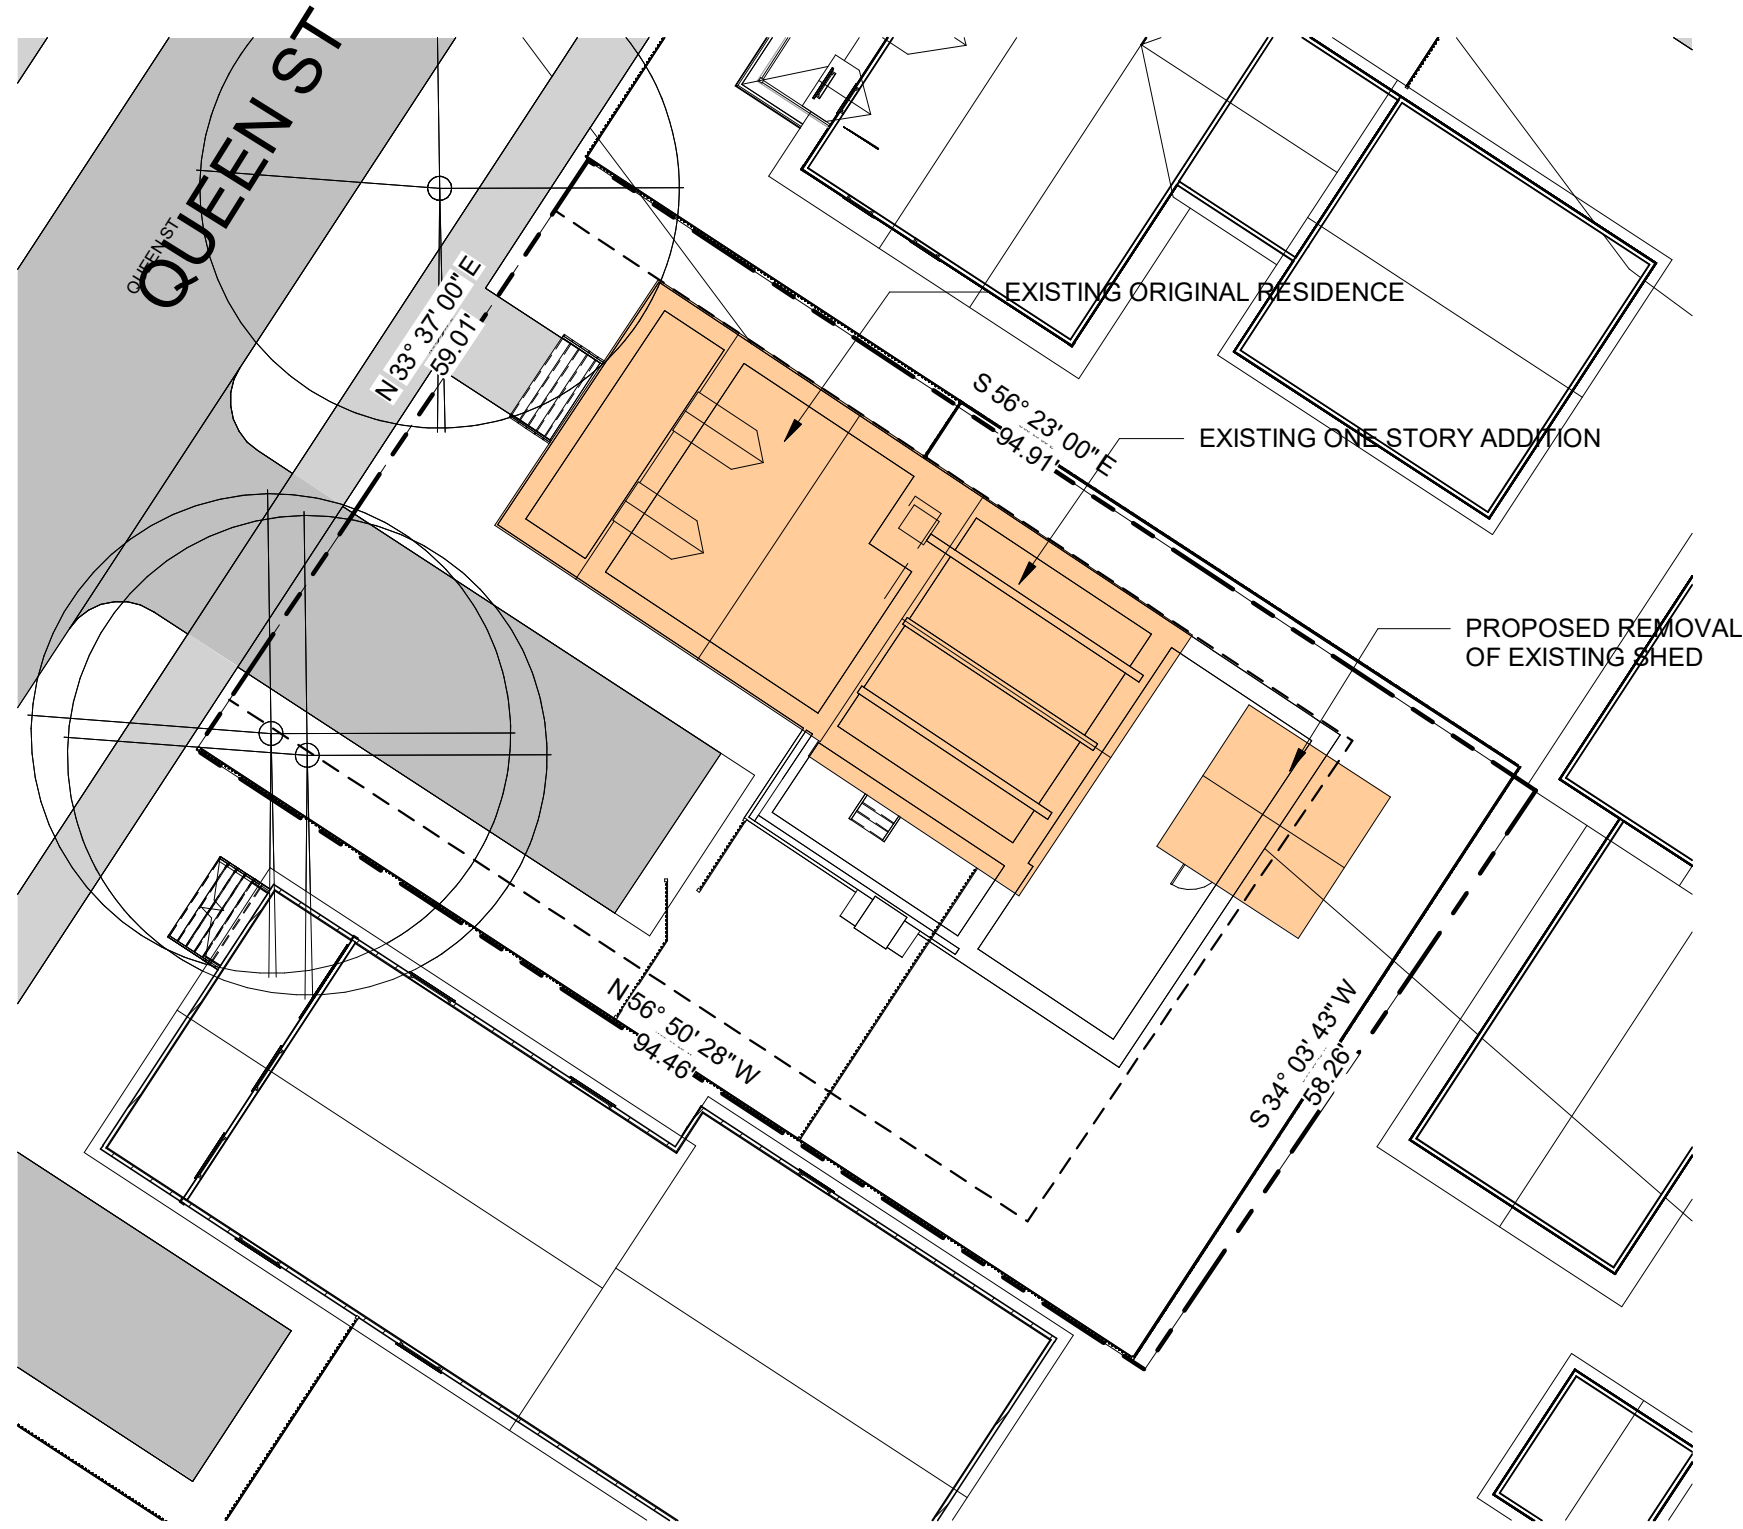 QUEEN ST
QUEEN ST
N 33° 37' 00" E
59.01'
EXISTING ORIGINAL RESIDENCE
S 56° 23' 00" E
94.91'
EXISTING ONE STORY ADDITION
PROPOSED REMOVAL
OF EXISTING SHED
N 56° 50' 28" W
94.46'
S 34° 03' 43" W
58.26'